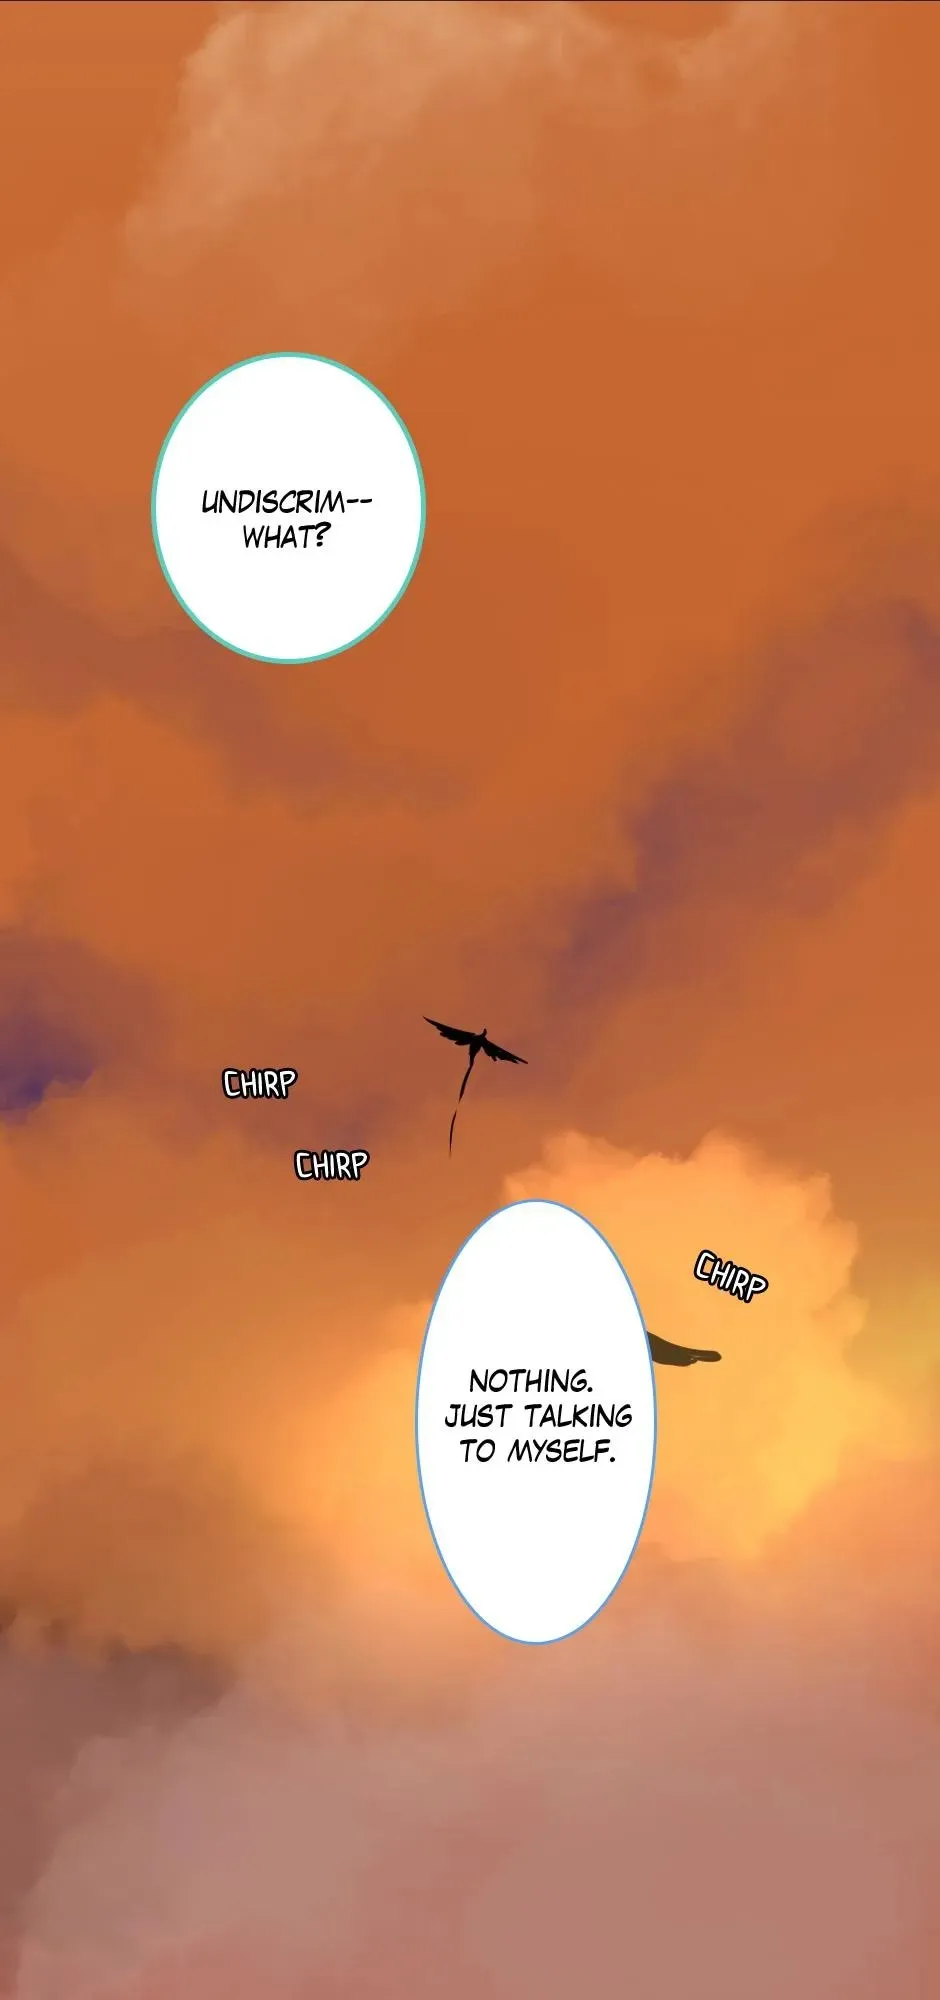 UNDISCRIM--
WHAT?
CHIRP
CHIRP
CHIRP
NOTHING.
JUST TALKING
TO MYSELF.